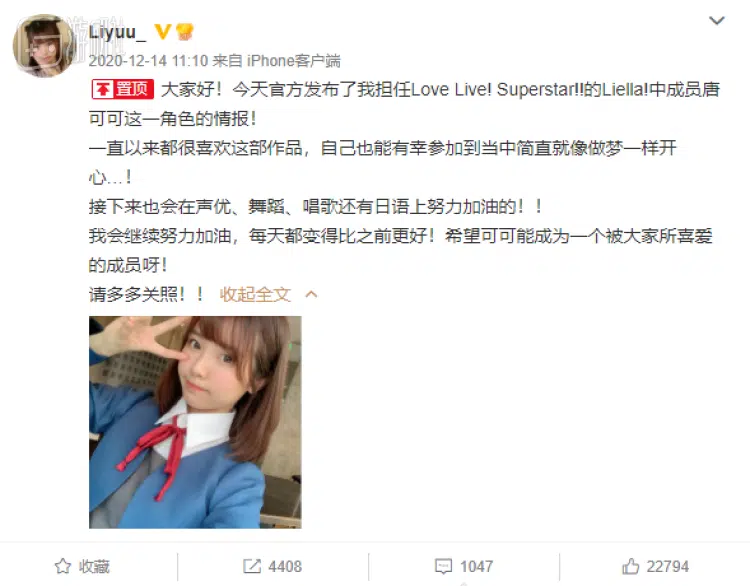 Liyuu_
2020-12-14 11:10 来自 iPhone客户端
置顶 大家好！今天官方发布了我担任Love Live! Superstar!!的Liella!中成员唐
可可这一角色的情报！
一直以来都很喜欢这部作品，自己也能有幸参加到当中简直就像做梦一样开
心...！
接下来也会在声优、舞蹈、唱歌还有日语上努力加油的！！
我会继续努力加油，每天都变得比之前更好！希望可可能成为一个被大家所喜爱
的成员呀！
请多多关照！！ 收起全文
收藏 4408 1047 22794